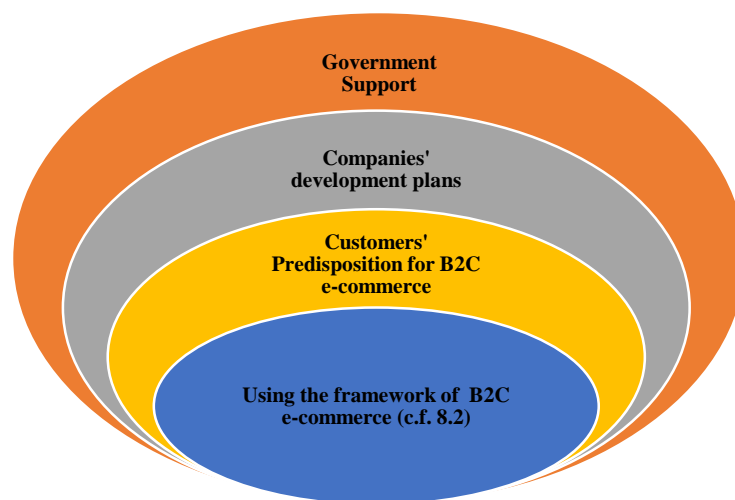 Government
Support
Companies'
development plans
Customers'
Predisposition for B2C
e-commerce
Using the framework of B2C
e-commerce (c.f. 8.2)